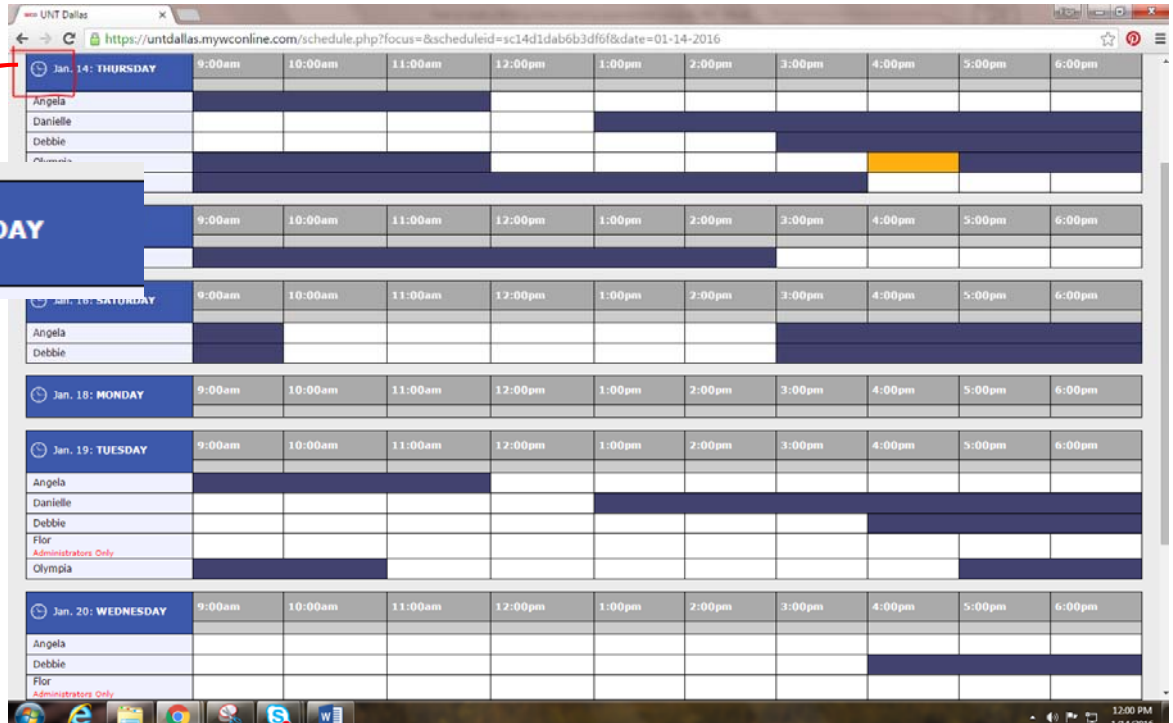 UNT Dallas
https://untdallas.mywconline.com/schedule.php?focus=&scheduleid=sc14d1dab6b3df6f&date=01-14-2016
Jan. 14: THURSDAY 9:00am 10:00am 11:00am 12:00pm 1:00pm 2:00pm 3:00pm 4:00pm 5:00pm 6:00pm
Angela
Danielle
Debbie
Olympia
DAY
9:00am 10:00am 11:00am 12:00pm 1:00pm 2:00pm 3:00pm 4:00pm 5:00pm 6:00pm
Jan. 16: SATURDAY 9:00am 10:00am 11:00am 12:00pm 1:00pm 2:00pm 3:00pm 4:00pm 5:00pm 6:00pm
Angela
Debbie
Jan. 18: MONDAY 9:00am 10:00am 11:00am 12:00pm 1:00pm 2:00pm 3:00pm 4:00pm 5:00pm 6:00pm
Jan. 19: TUESDAY 9:00am 10:00am 11:00am 12:00pm 1:00pm 2:00pm 3:00pm 4:00pm 5:00pm 6:00pm
Angela
Danielle
Debbie
Flor
Administrators Only
Olympia
Jan. 20: WEDNESDAY 9:00am 10:00am 11:00am 12:00pm 1:00pm 2:00pm 3:00pm 4:00pm 5:00pm 6:00pm
Angela
Debbie
Flor
Administrators Only
12:00 PM